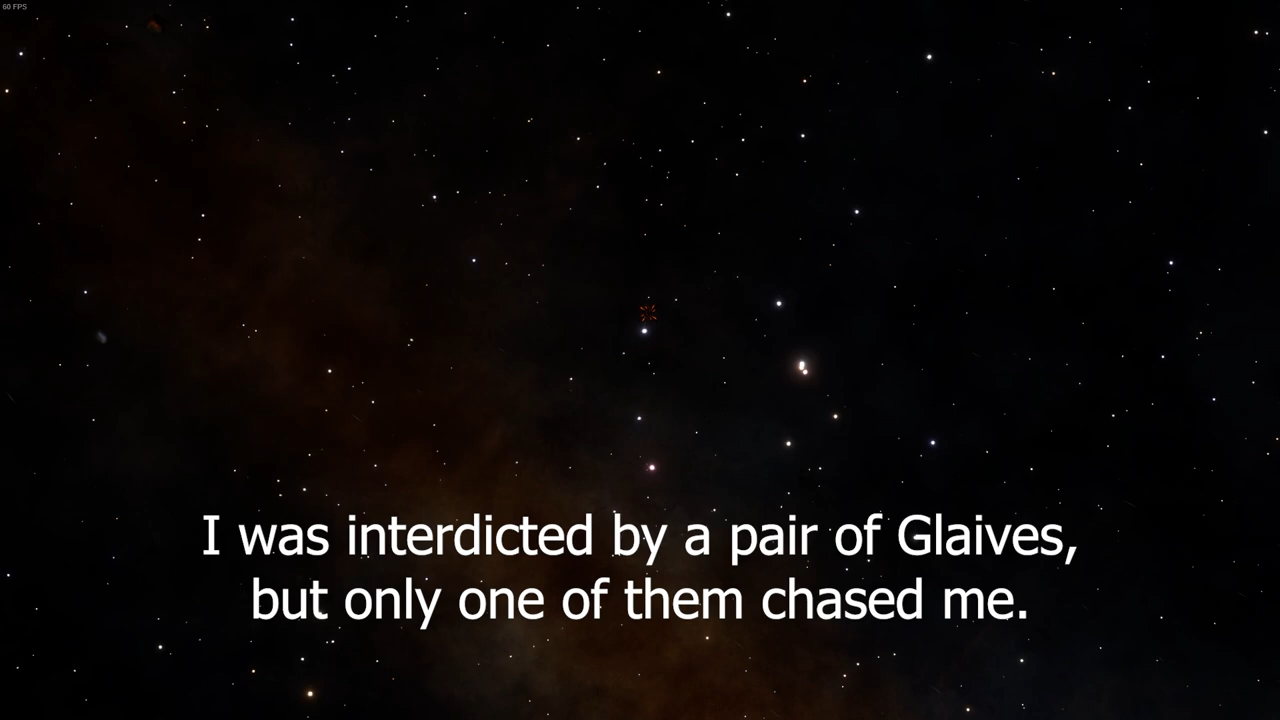 60 FPS
I was interdicted by a pair of Glaives,
but only one of them chased me.